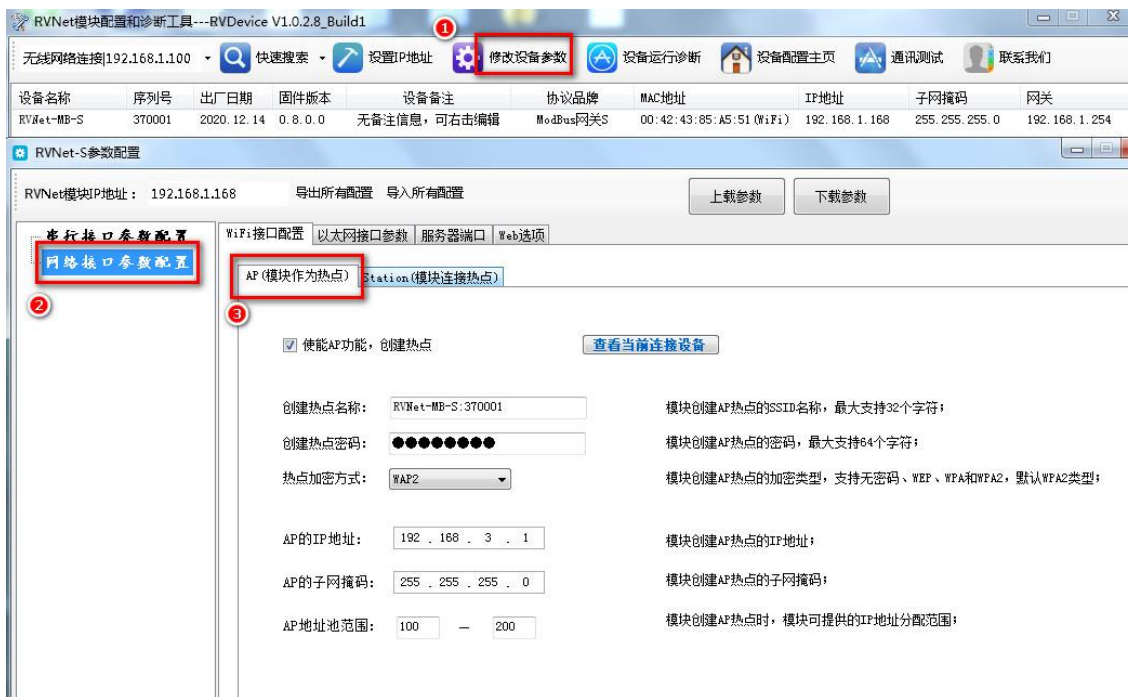 RVNet模块配置和诊断工具---RVDevice V1.0.2.8_Build1
1
无线网络连接|192.168.1.100 快速搜索 设置IP地址 修改设备参数 设备运行诊断 设备配置主页 通讯测试 联系我们
设备名称 序列号 出厂日期 固件版本 设备备注 协议品牌 MAC地址 IP地址 子网掩码 网关
RVNet-MB-S 370001 2020.12.14 0.8.0.0 无备注信息，可右击编辑 ModBus网关S 00:42:43:85:A5:51(WiFi) 192.168.1.168 255.255.255.0 192.168.1.254
RVNet-S参数配置
RVNet模块IP地址： 192.168.1.168 导出所有配置 导入所有配置 上载参数 下载参数
串行接口参数配置
网络接口参数配置
2
WiFi接口配置 以太网接口参数 服务器端口 Web选项
AP(模块作为热点) Station(模块连接热点)
3
使能AP功能，创建热点 查看当前连接设备
创建热点名称： RVNet-MB-S:370001 模块创建AP热点的SSID名称，最大支持32个字符；
创建热点密码： ●●●●●●●● 模块创建AP热点的密码，最大支持64个字符；
热点加密方式： WAP2 模块创建AP热点的加密类型，支持无密码、WEP、WPA和WPA2，默认WPA2类型；
AP的IP地址： 192 . 168 . 3 . 1 模块创建AP热点的IP地址；
AP的子网掩码： 255 . 255 . 255 . 0 模块创建AP热点的子网掩码；
AP地址池范围： 100 — 200 模块创建AP热点时，模块可提供的IP地址分配范围；